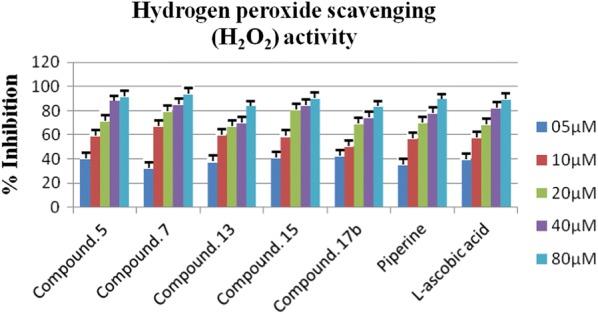 Hydrogen peroxide scavenging
(H₂O₂) activity
% Inhibition
120
100
80
60
40
20
0
Compound. 5
Compound. 7
Compound. 13
Compound. 15
Compound. 17b
Piperine
L-ascobic acid
05µM
10µM
20µM
40µM
80µM